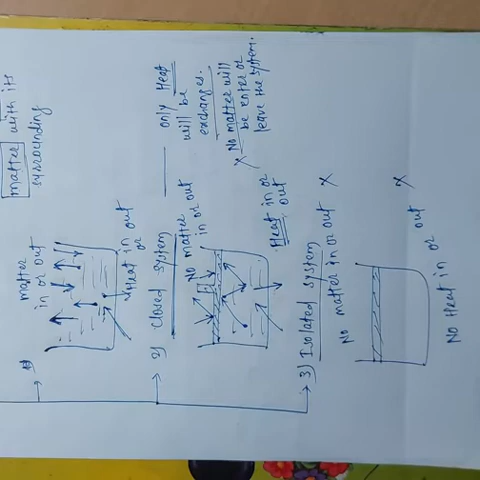 matter with its
surrounding
matter
in or out
Heat in
or out
2) Closed system
only Heat
will be
exchanges.
No matter
in or out
x No matter will
be enter or
leave the system.
Heat in or
out
3) Isolated system
No matter in or out x
No Heat in or out x